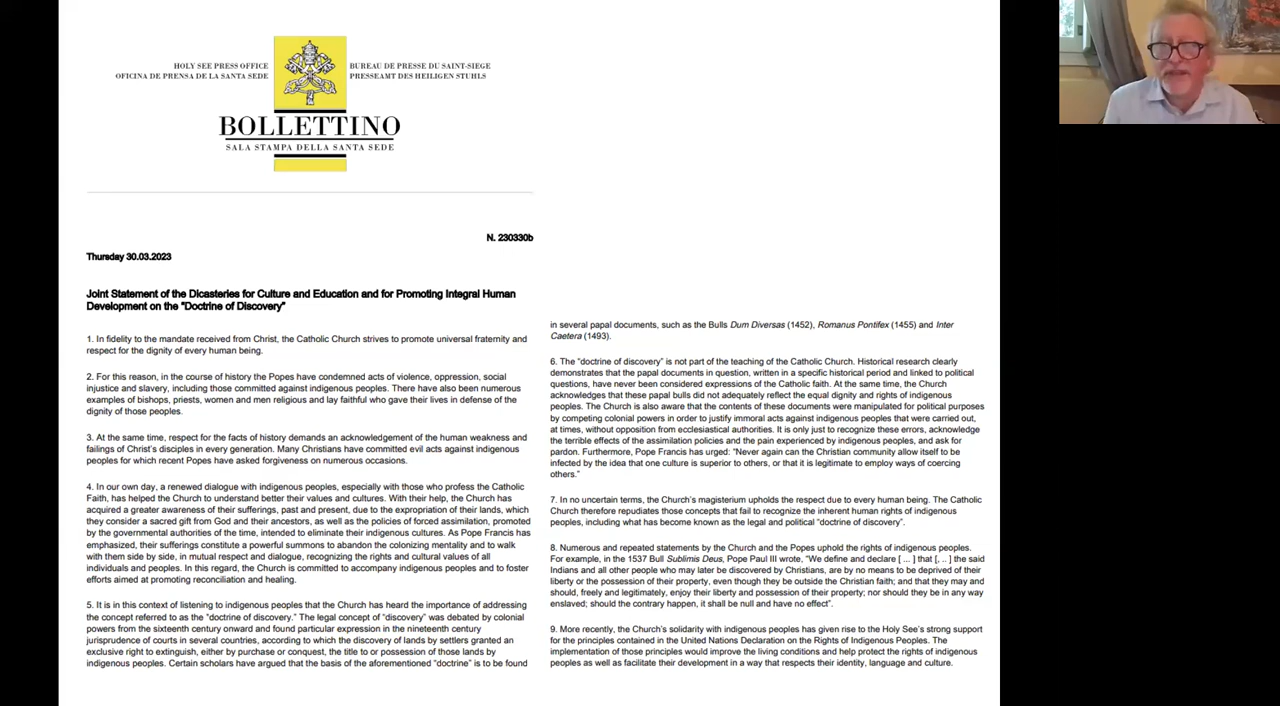 HOLY SEE PRESS OFFICE
OFICINA DE PRENSA DE LA SANTA SEDE
BUREAU DE PRESSE DU SAINT-SIEGE
PRESSEAMT DES HEILIGEN STUHLS
BOLLETTINO
SALA STAMPA DELLA SANTA SEDE
N. 230330b
Thursday 30.03.2023
Joint Statement of the Dicasteries for Culture and Education and for Promoting Integral Human
Development on the "Doctrine of Discovery"
1. In fidelity to the mandate received from Christ, the Catholic Church strives to promote universal fraternity and
respect for the dignity of every human being.
2. For this reason, in the course of history the Popes have condemned acts of violence, oppression, social
injustice and slavery, including those committed against indigenous peoples. There have also been numerous
examples of bishops, priests, women and men religious and lay faithful who gave their lives in defense of the
dignity of those peoples.
3. At the same time, respect for the facts of history demands an acknowledgement of the human weakness and
failings of Christ's disciples in every generation. Many Christians have committed evil acts against indigenous
peoples for which recent Popes have asked forgiveness on numerous occasions.
4. In our own day, a renewed dialogue with indigenous peoples, especially with those who profess the Catholic
Faith, has helped the Church to understand better their values and cultures. With their help, the Church has
acquired a greater awareness of their sufferings, past and present, due to the expropriation of their lands, which
they consider a sacred gift from God and their ancestors, as well as the policies of forced assimilation, promoted
by the governmental authorities of the time, intended to eliminate their indigenous cultures. As Pope Francis has
emphasized, their sufferings constitute a powerful summons to abandon the colonizing mentality and to walk
with them side by side, in mutual respect and dialogue, recognizing the rights and cultural values of all
individuals and peoples. In this regard, the Church is committed to accompany indigenous peoples and to foster
efforts aimed at promoting reconciliation and healing.
5. It is in this context of listening to indigenous peoples that the Church has heard the importance of addressing
the concept referred to as the "doctrine of discovery." The legal concept of "discovery" was debated by colonial
powers from the sixteenth century onward and found particular expression in the nineteenth century
jurisprudence of courts in several countries, according to which the discovery of lands by settlers granted an
exclusive right to extinguish, either by purchase or conquest, the title to or possession of those lands by
indigenous peoples. Certain scholars have argued that the basis of the aforementioned "doctrine" is to be found
in several papal documents, such as the Bulls Dum Diversas (1452), Romanus Pontifex (1455) and Inter
Caetera (1493).
6. The "doctrine of discovery" is not part of the teaching of the Catholic Church. Historical research clearly
demonstrates that the papal documents in question, written in a specific historical period and linked to political
questions, have never been considered expressions of the Catholic faith. At the same time, the Church
acknowledges that these papal bulls did not adequately reflect the equal dignity and rights of indigenous
peoples. The Church is also aware that the contents of these documents were manipulated for political purposes
by competing colonial powers in order to justify immoral acts against indigenous peoples that were carried out,
at times, without opposition from ecclesiastical authorities. It is only just to recognize these errors, acknowledge
the terrible effects of the assimilation policies and the pain experienced by indigenous peoples, and ask for
pardon. Furthermore, Pope Francis has urged: "Never again can the Christian community allow itself to be
infected by the idea that one culture is superior to others, or that it is legitimate to employ ways of coercing
others."
7. In no uncertain terms, the Church's magisterium upholds the respect due to every human being. The Catholic
Church therefore repudiates those concepts that fail to recognize the inherent human rights of indigenous
peoples, including what has become known as the legal and political "doctrine of discovery".
8. Numerous and repeated statements by the Church and the Popes uphold the rights of indigenous peoples.
For example, in the 1537 Bull Sublimis Deus, Pope Paul III wrote, "We define and declare [ ... ] that [, .. ] the said
Indians and all other people who may later be discovered by Christians, are by no means to be deprived of their
liberty or the possession of their property, even though they be outside the Christian faith; and that they may and
should, freely and legitimately, enjoy their liberty and possession of their property; nor should they be in any way
enslaved; should the contrary happen, it shall be null and have no effect".
9. More recently, the Church's solidarity with indigenous peoples has given rise to the Holy See's strong support
for the principles contained in the United Nations Declaration on the Rights of Indigenous Peoples. The
implementation of those principles would improve the living conditions and help protect the rights of indigenous
peoples as well as facilitate their development in a way that respects their identity, language and culture.